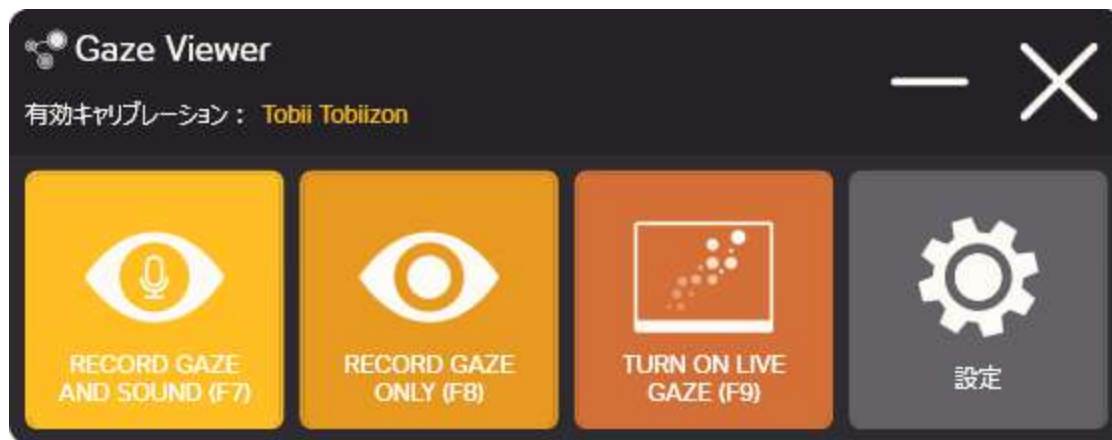 Gaze Viewer
有効キャリブレーション： Tobii Tobiizon
RECORD GAZE
AND SOUND (F7)
RECORD GAZE
ONLY (F8)
TURN ON LIVE
GAZE (F9)
設定